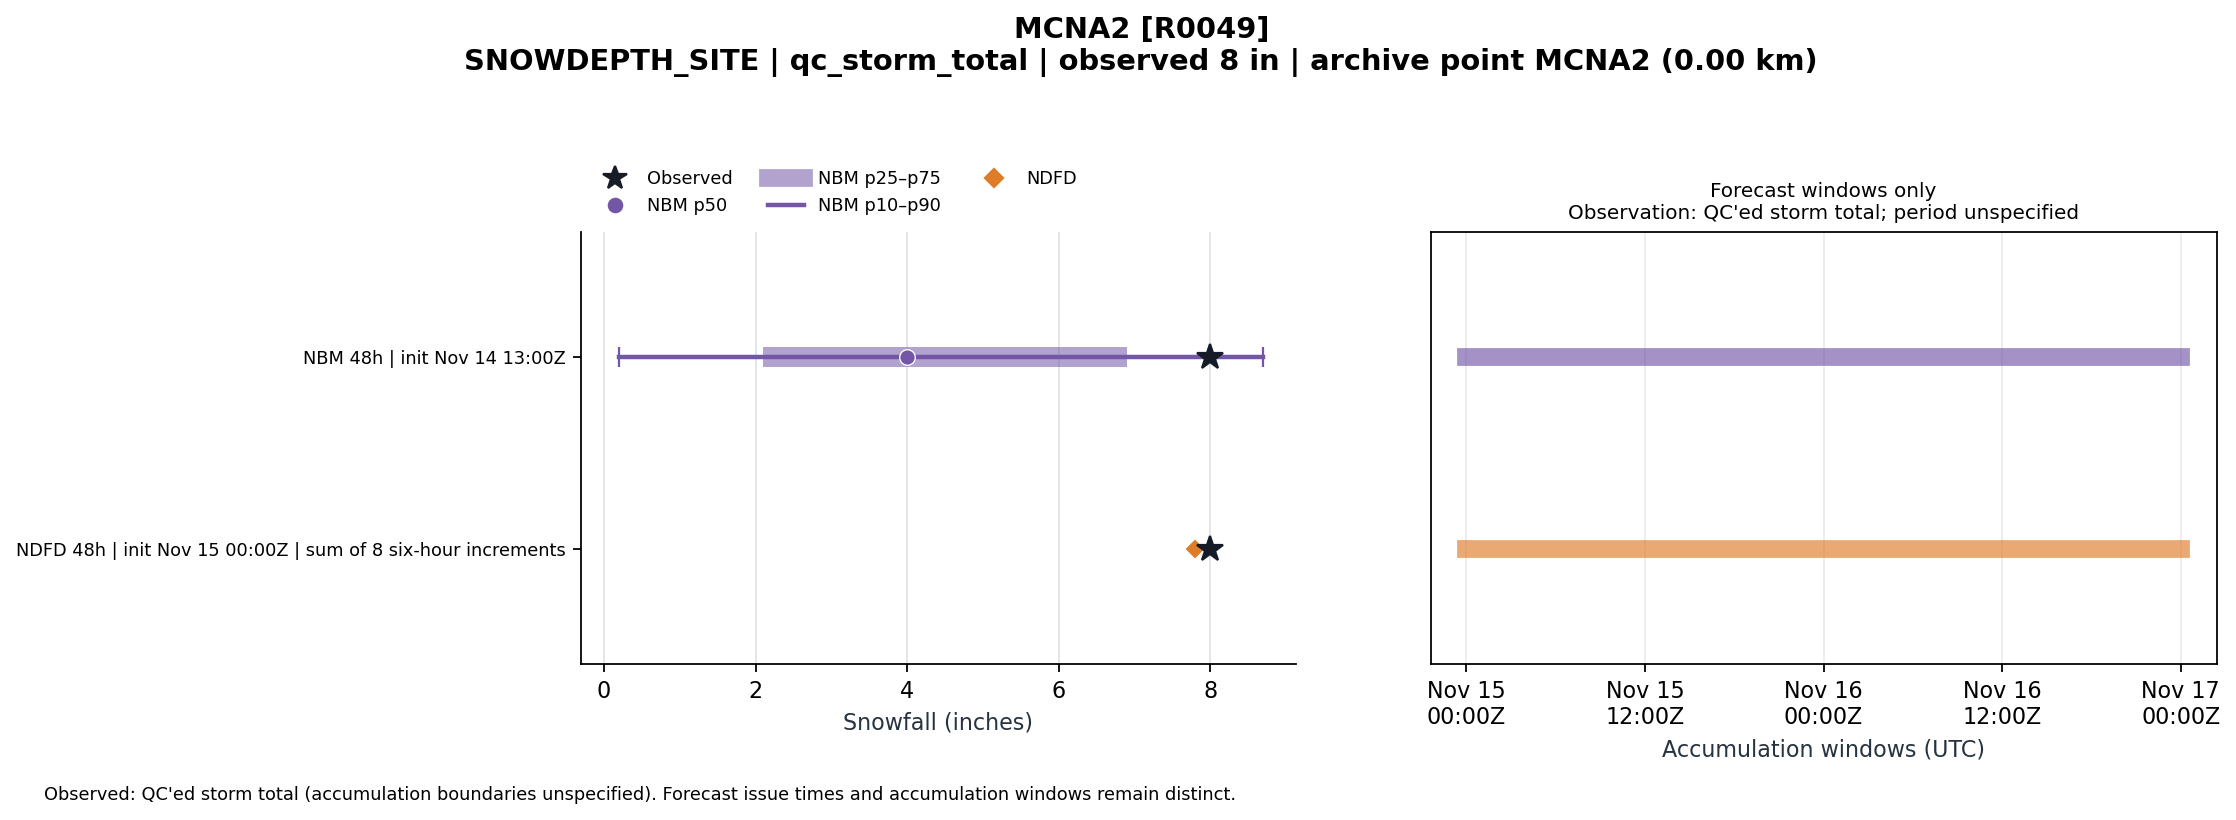 MCNA2 [R0049]
SNOWDEPTH_SITE | qc_storm_total | observed 8 in | archive point MCNA2 (0.00 km)
Observed
NBM p50
NBM p25–p75
NBM p10–p90
NDFD
NBM 48h | init Nov 14 13:00Z
NDFD 48h | init Nov 15 00:00Z | sum of 8 six-hour increments
0
2
4
6
8
Snowfall (inches)
Forecast windows only
Observation: QC'ed storm total; period unspecified
Nov 15
00:00Z
Nov 15
12:00Z
Nov 16
00:00Z
Nov 16
12:00Z
Nov 17
00:00Z
Accumulation windows (UTC)
Observed: QC'ed storm total (accumulation boundaries unspecified). Forecast issue times and accumulation windows remain distinct.